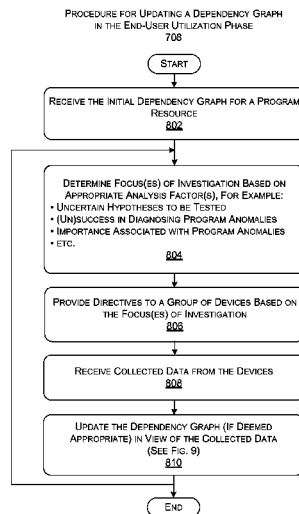 PROCEDURE FOR UPDATING A DEPENDENCY GRAPH
IN THE END-USER UTILIZATION PHASE
708
START
RECEIVE THE INITIAL DEPENDENCY GRAPH FOR A PROGRAM
RESOURCE
802
DETERMINE FOCUS(ES) OF INVESTIGATION BASED ON
APPROPRIATE ANALYSIS FACTOR(S), FOR EXAMPLE:
• UNCERTAIN HYPOTHESES TO BE TESTED
• (UN)SUCCESS IN DIAGNOSING PROGRAM ANOMALIES
• IMPORTANCE ASSOCIATED WITH PROGRAM ANOMALIES
• ETC.
804
PROVIDE DIRECTIVES TO A GROUP OF DEVICES BASED ON
THE FOCUS(ES) OF INVESTIGATION
806
RECEIVE COLLECTED DATA FROM THE DEVICES
808
UPDATE THE DEPENDENCY GRAPH (IF DEEMED
APPROPRIATE) IN VIEW OF THE COLLECTED DATA
(SEE FIG. 9)
810
END